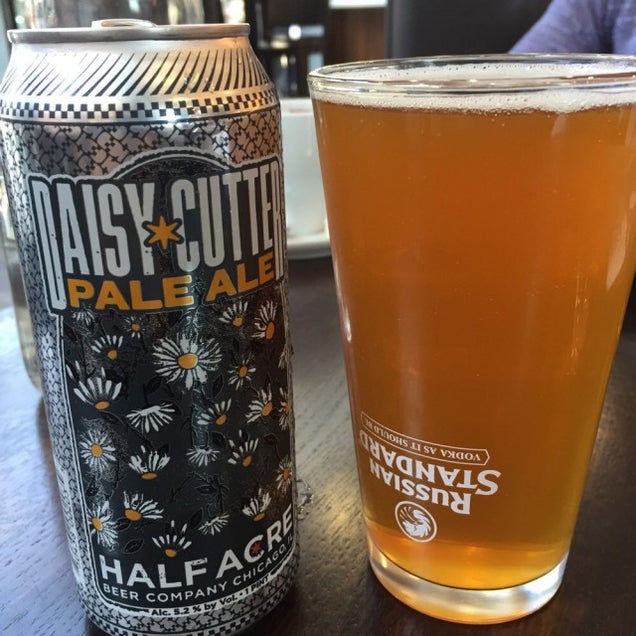 DAISY CUTTER
PALE ALE
HALF ACRE
BEER COMPANY CHICAGO, IL
Alc. 5.2 % by Vol. • 1 PINT
RUSSIAN
STANDARD
VODKA AS IT SHOULD BE